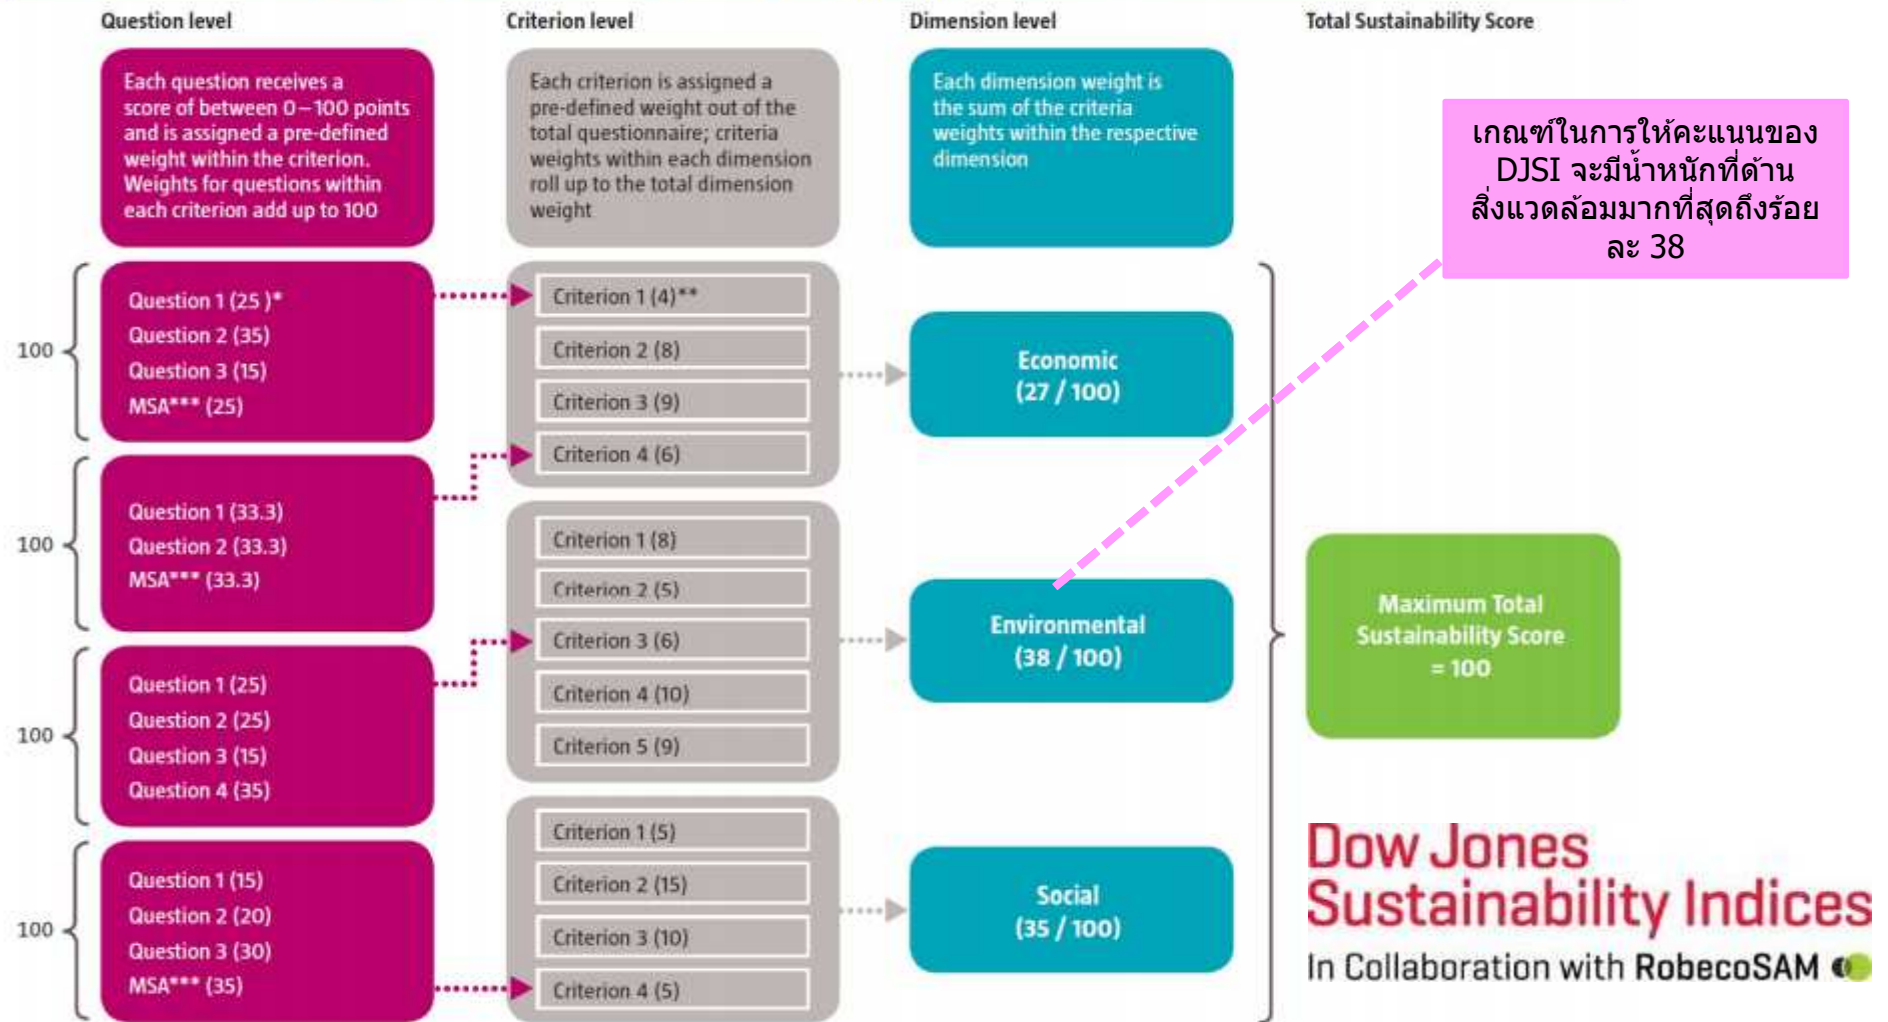 Question level
Each question receives a
score of between 0–100 points
and is assigned a pre-defined
weight within the criterion.
Weights for questions within
each criterion add up to 100
100
Question 1 (25 )*
Question 2 (35)
Question 3 (15)
MSA*** (25)
100
Question 1 (33.3)
Question 2 (33.3)
MSA*** (33.3)
100
Question 1 (25)
Question 2 (25)
Question 3 (15)
Question 4 (35)
100
Question 1 (15)
Question 2 (20)
Question 3 (30)
MSA*** (35)
Criterion level
Each criterion is assigned a
pre-defined weight out of the
total questionnaire; criteria
weights within each dimension
roll up to the total dimension
weight
Criterion 1 (4)**
Criterion 2 (8)
Criterion 3 (9)
Criterion 4 (6)
Criterion 1 (8)
Criterion 2 (5)
Criterion 3 (6)
Criterion 4 (10)
Criterion 5 (9)
Criterion 1 (5)
Criterion 2 (15)
Criterion 3 (10)
Criterion 4 (5)
Dimension level
Each dimension weight is
the sum of the criteria
weights within the respective
dimension
Economic
(27 / 100)
Environmental
(38 / 100)
Social
(35 / 100)
Total Sustainability Score
เกณฑ์ในการให้คะแนนของ
DJSI จะมีน้ำหนักที่ด้าน
สิ่งแวดล้อมมากที่สุดถึงร้อย
ละ 38
Maximum Total
Sustainability Score
= 100
Dow Jones
Sustainability Indices
In Collaboration with RobecoSAM